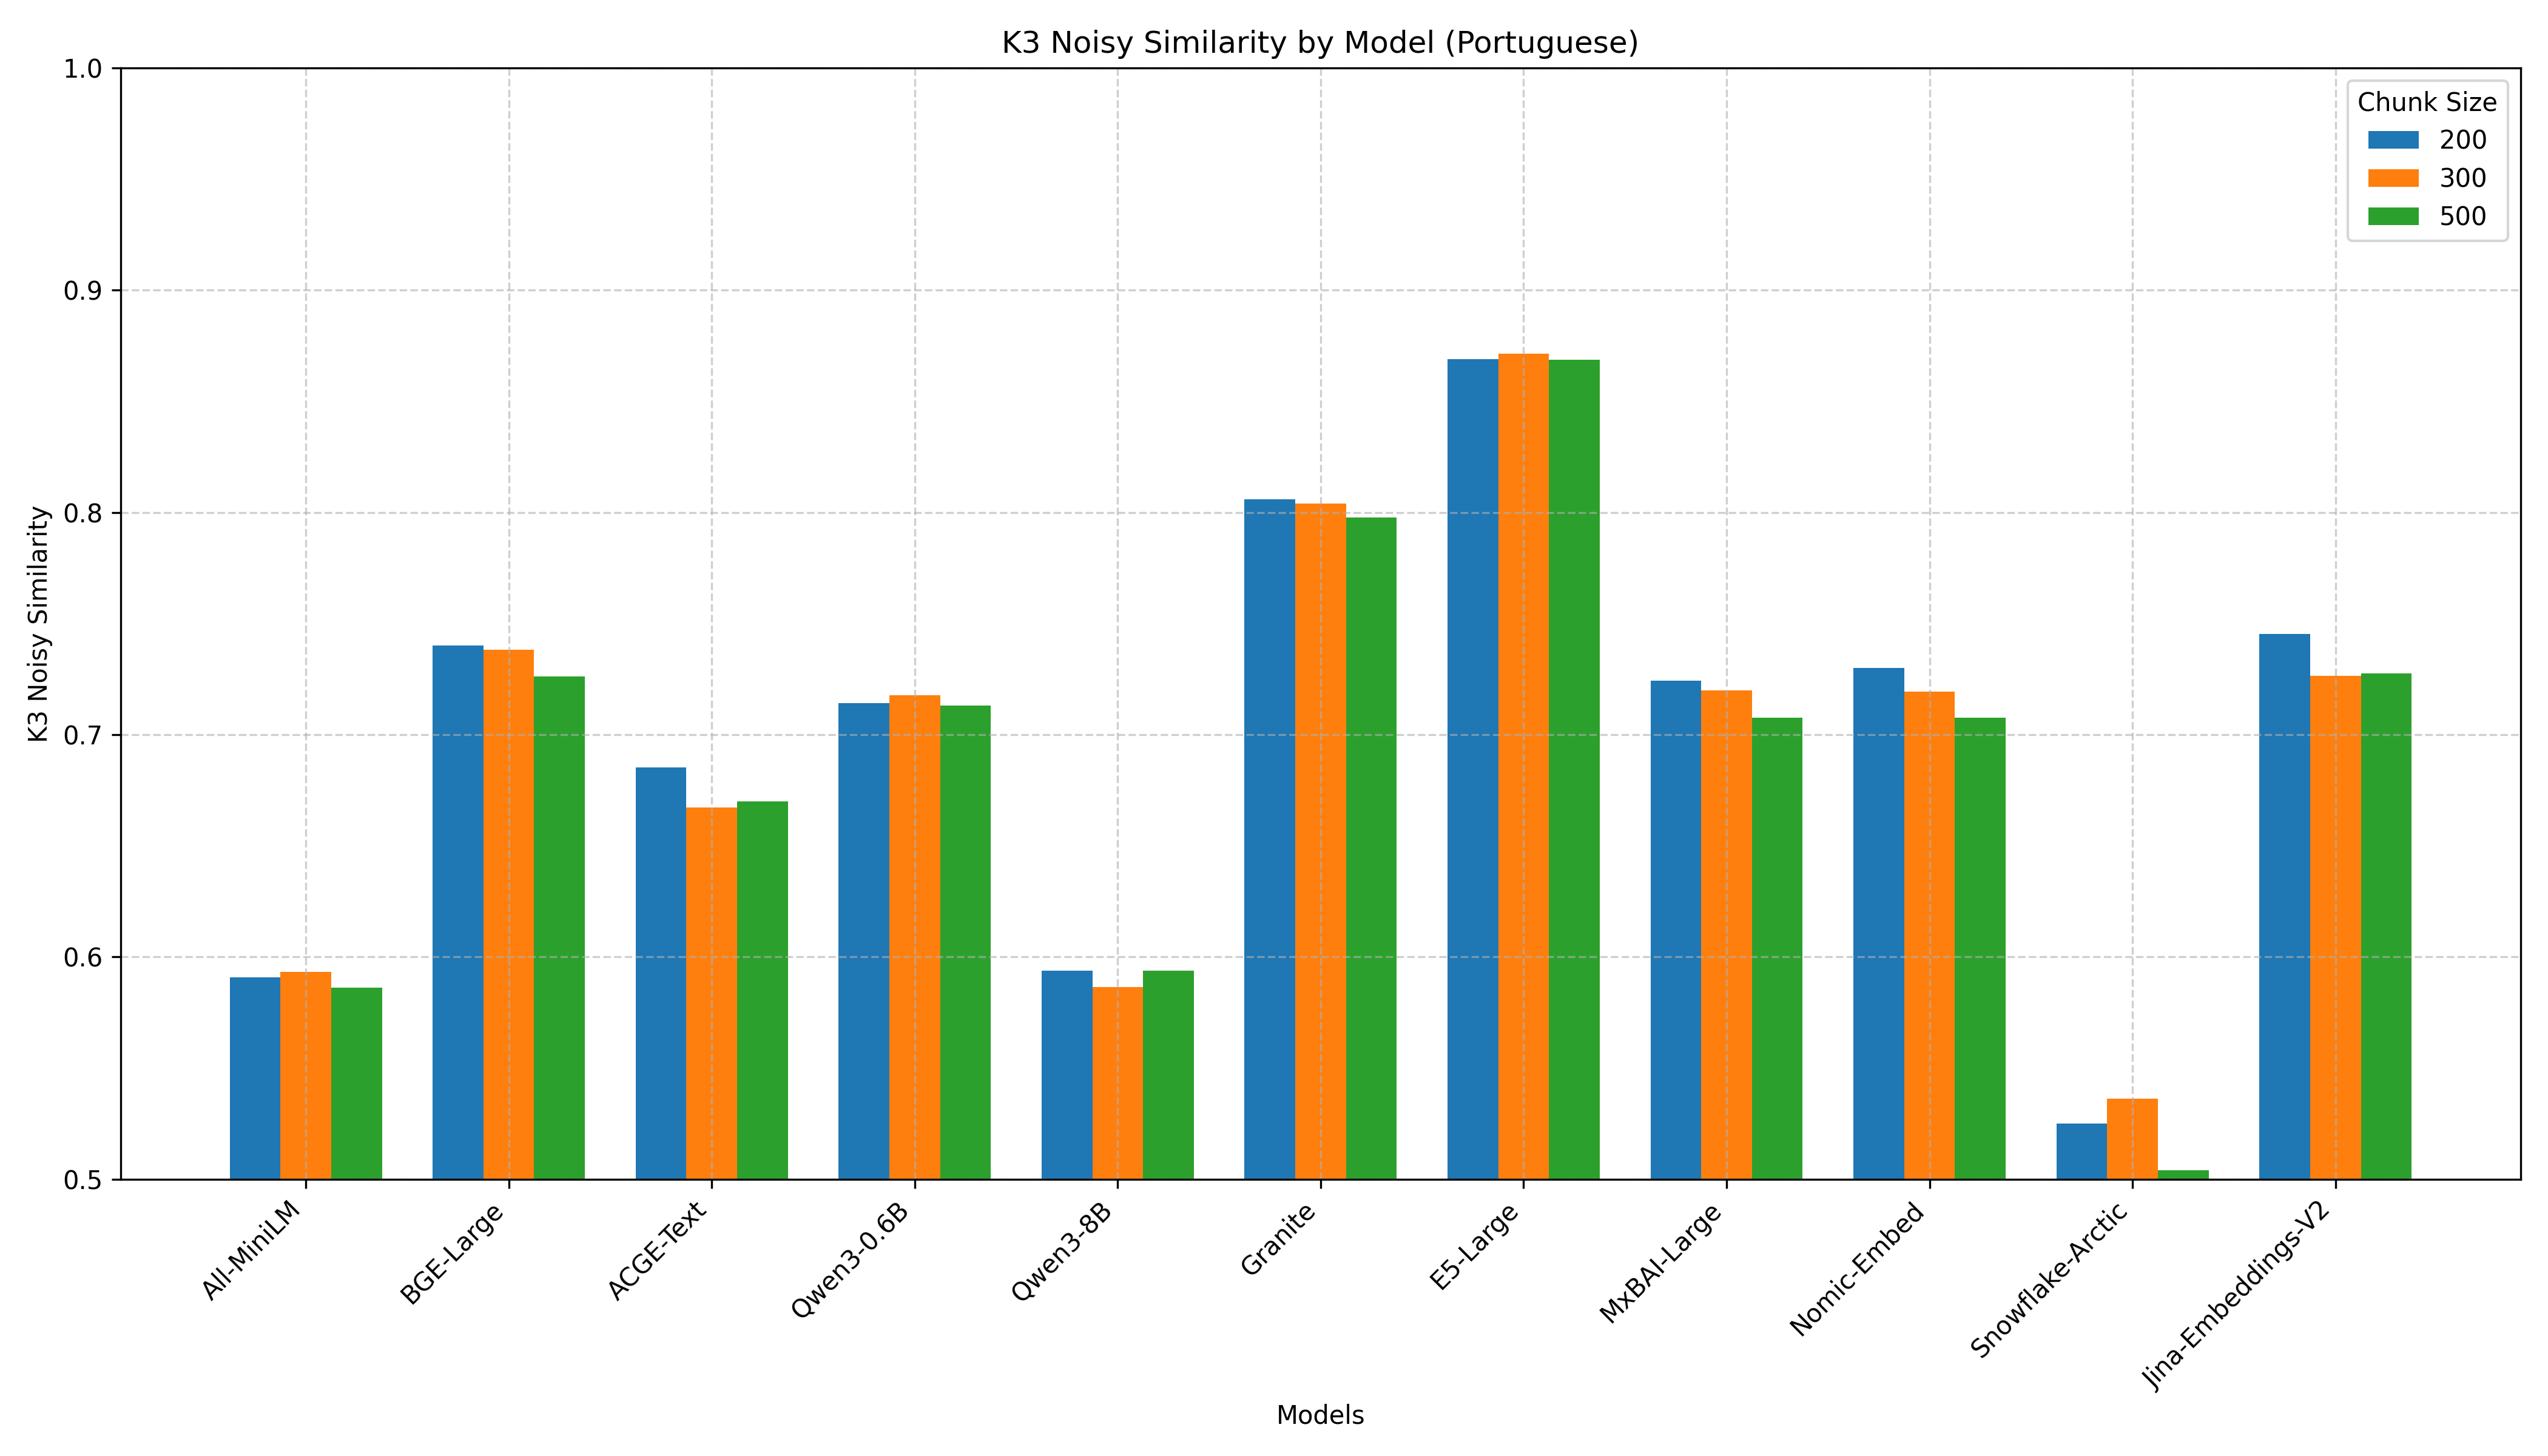 K3 Noisy Similarity by Model (Portuguese)
1.0
0.9
0.8
0.7
0.6
0.5
K3 Noisy Similarity
Chunk Size
200
300
500
All-MiniLM
BGE-Large
ACGE-Text
Qwen3-0.6B
Qwen3-8B
Granite
E5-Large
MxBAI-Large
Nomic-Embed
Snowflake-Arctic
Jina-Embeddings-V2
Models